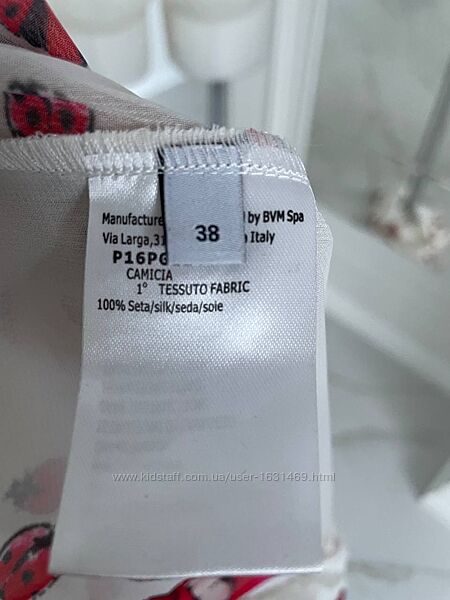 Manufacture by BVM Spa
Via Larga,31 Italy
38
P16PG
CAMICIA
1° TESSUTO FABRIC
100% Seta/silk/seda/soie
www.kidstaff.com.ua/user-1631469.html